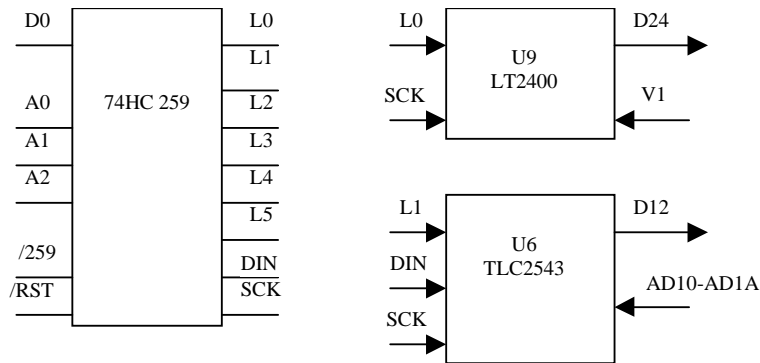 D0
L0
L1
74HC 259
A0
L2
A1
L3
A2
L4
L5
/259
DIN
/RST
SCK
L0
D24
U9
LT2400
SCK
V1
L1
D12
U6
TLC2543
DIN
AD10-AD1A
SCK